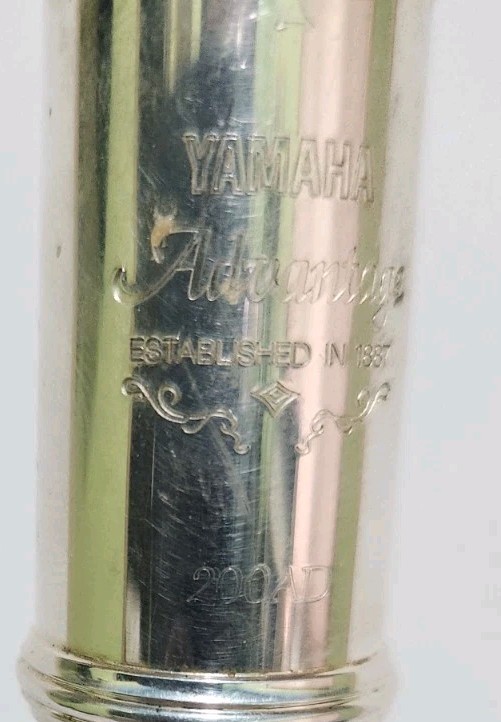 YAMAHA
Advantage
ESTABLISHED IN 1887
200AD